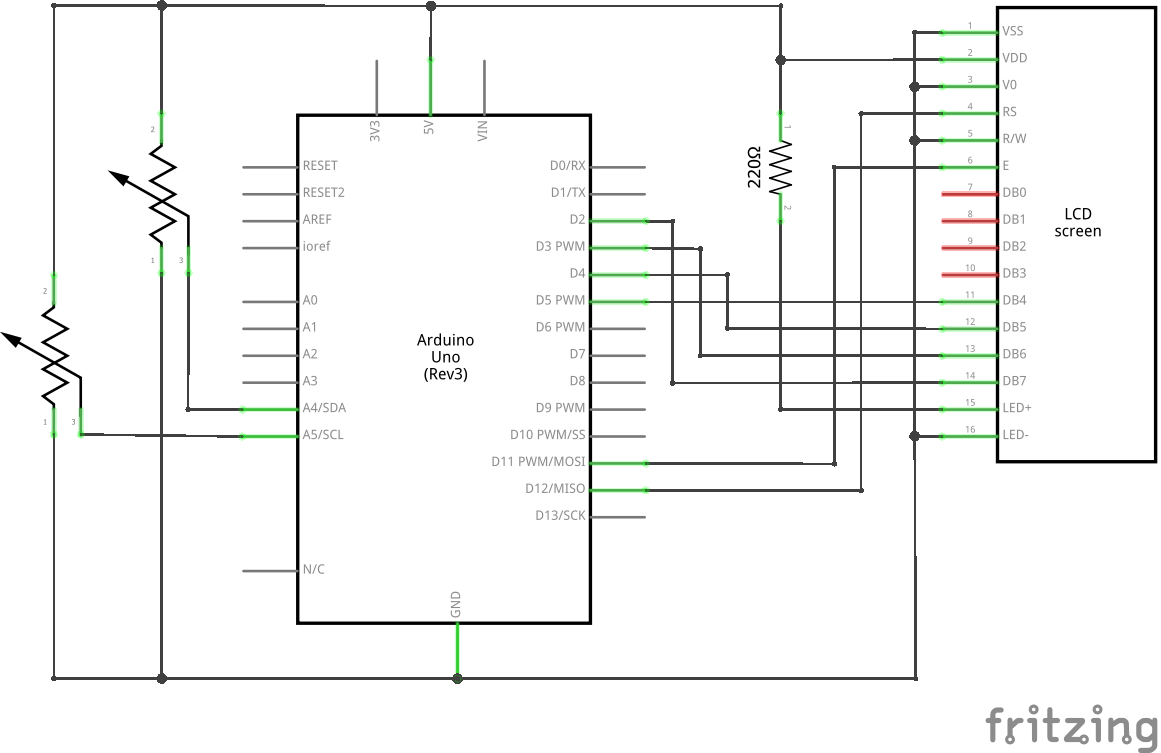 3V3
5V
VIN
RESET
RESET2
AREF
ioref
A0
A1
A2
A3
A4/SDA
A5/SCL
N/C
Arduino
Uno
(Rev3)
D0/RX
D1/TX
D2
D3 PWM
D4
D5 PWM
D6 PWM
D7
D8
D9 PWM
D10 PWM/SS
D11 PWM/MOSI
D12/MISO
D13/SCK
GND
2
1
3
2
1
3
1
220Ω
2
1 VSS
2 VDD
3 V0
4 RS
5 R/W
6 E
7 DB0
8 DB1
9 DB2
10 DB3
11 DB4
12 DB5
13 DB6
14 DB7
15 LED+
16 LED-
LCD
screen
fritzing